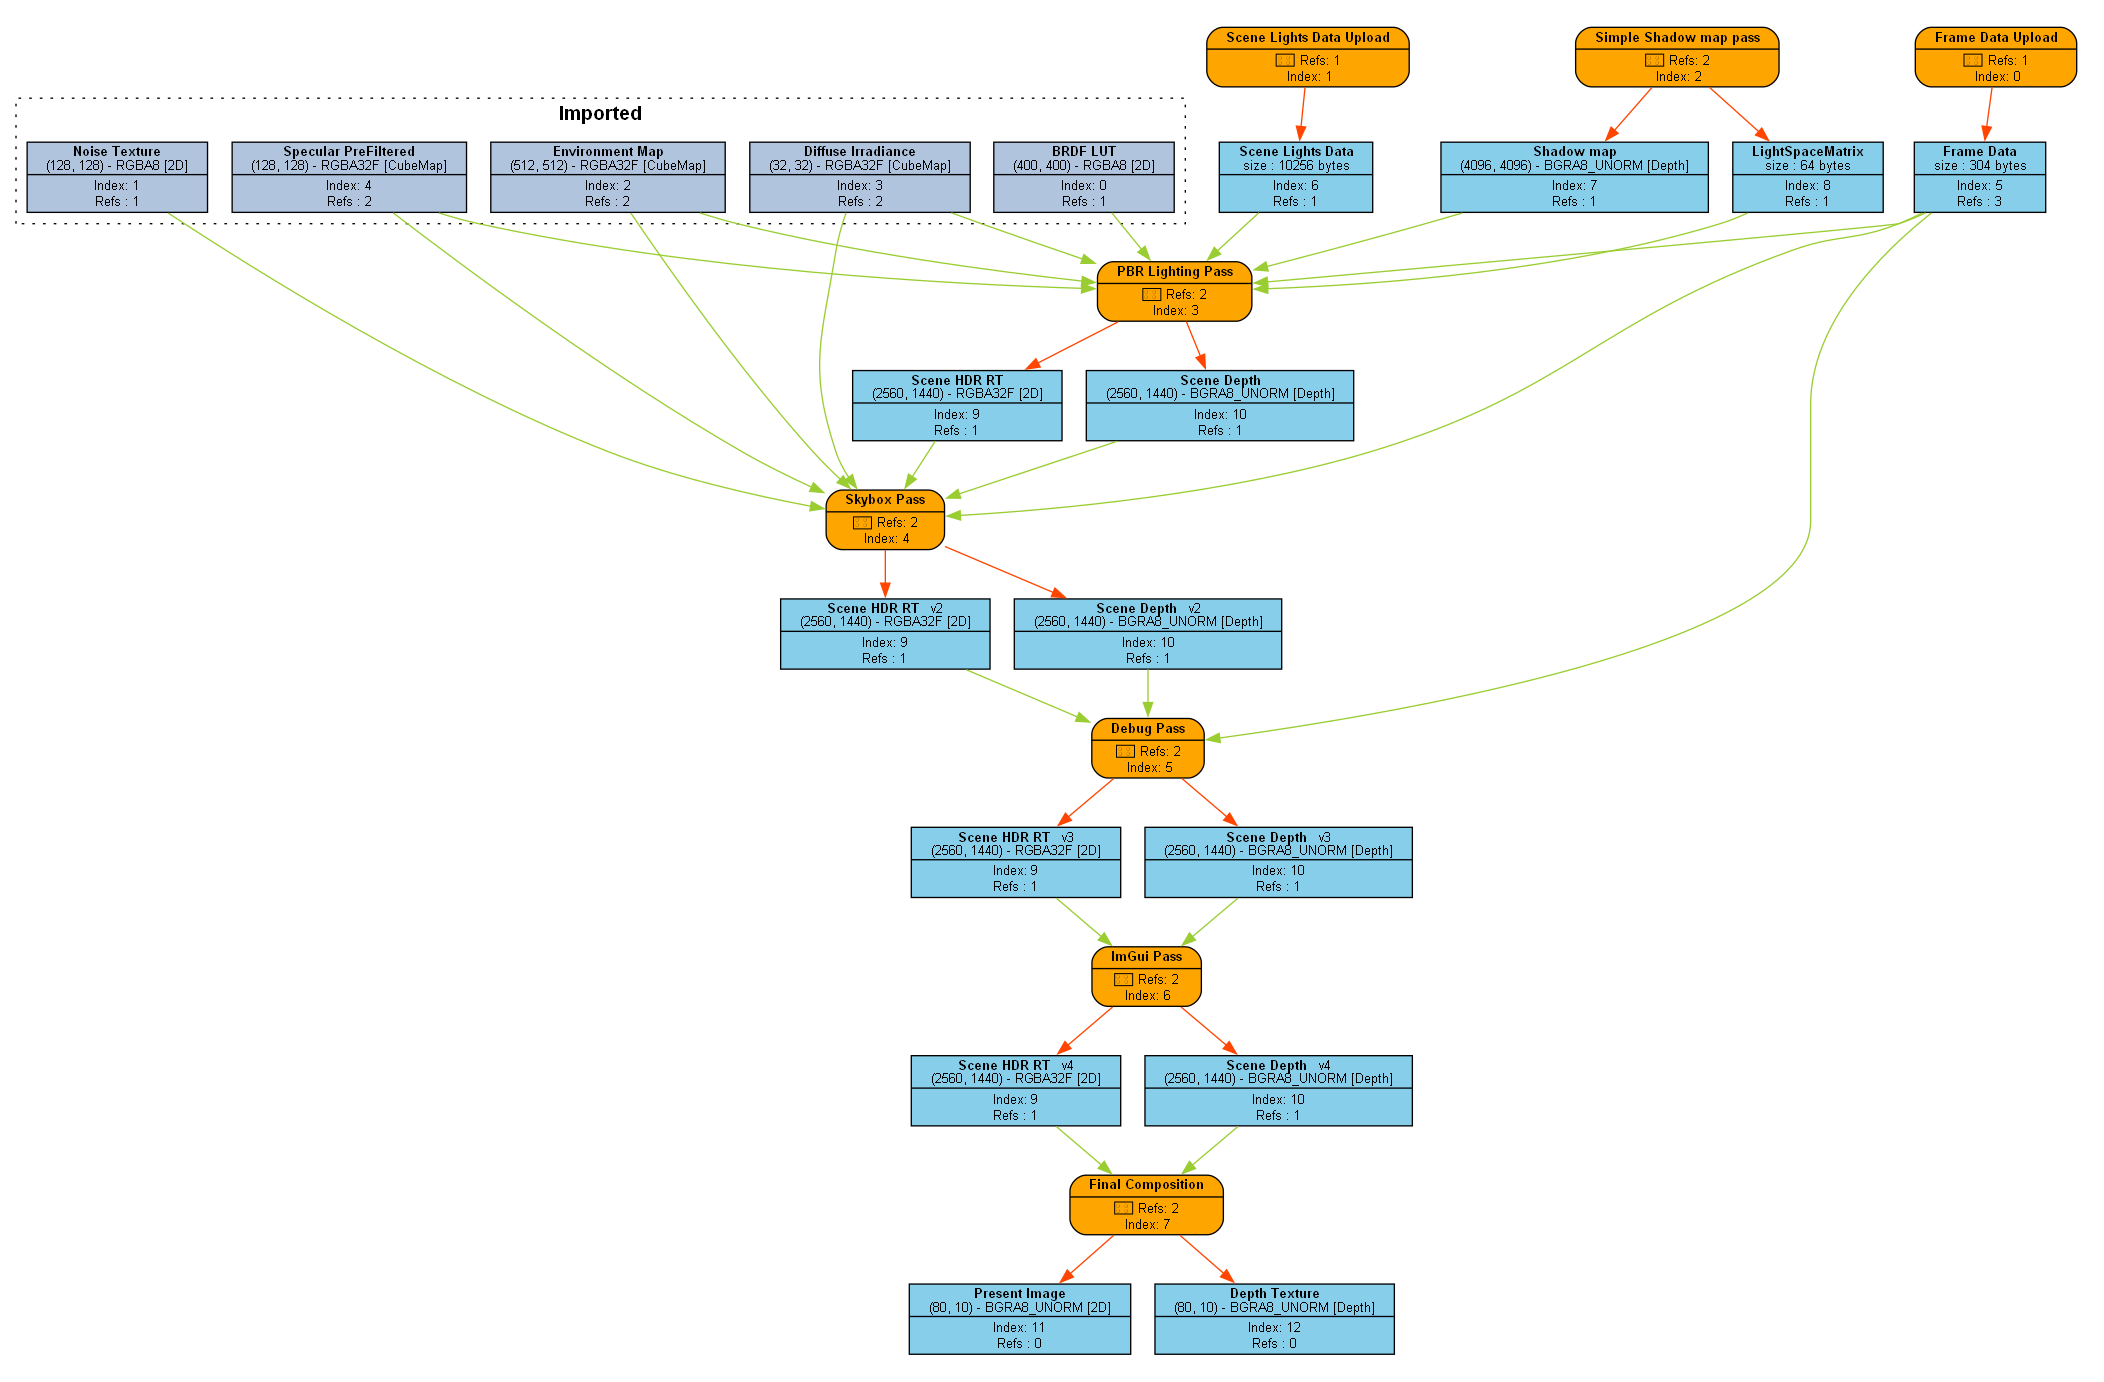 Scene Lights Data Upload
Refs: 1
Index: 1
Simple Shadow map pass
Refs: 2
Index: 2
Frame Data Upload
Refs: 1
Index: 0
Imported
Noise Texture
(128, 128) - RGBA8 [2D]
Index: 1
Refs : 1
Specular PreFiltered
(128, 128) - RGBA32F [CubeMap]
Index: 4
Refs : 2
Environment Map
(512, 512) - RGBA32F [CubeMap]
Index: 2
Refs : 2
Diffuse Irradiance
(32, 32) - RGBA32F [CubeMap]
Index: 3
Refs : 2
BRDF LUT
(400, 400) - RGBA8 [2D]
Index: 0
Refs : 1
Scene Lights Data
size : 10256 bytes
Index: 6
Refs : 1
Shadow map
(4096, 4096) - BGRA8_UNORM [Depth]
Index: 7
Refs : 1
LightSpaceMatrix
size : 64 bytes
Index: 8
Refs : 1
Frame Data
size : 304 bytes
Index: 5
Refs : 3
PBR Lighting Pass
Refs: 2
Index: 3
Scene HDR RT
(2560, 1440) - RGBA32F [2D]
Index: 9
Refs : 1
Scene Depth
(2560, 1440) - BGRA8_UNORM [Depth]
Index: 10
Refs : 1
Skybox Pass
Refs: 2
Index: 4
Scene HDR RT v2
(2560, 1440) - RGBA32F [2D]
Index: 9
Refs : 1
Scene Depth v2
(2560, 1440) - BGRA8_UNORM [Depth]
Index: 10
Refs : 1
Debug Pass
Refs: 2
Index: 5
Scene HDR RT v3
(2560, 1440) - RGBA32F [2D]
Index: 9
Refs : 1
Scene Depth v3
(2560, 1440) - BGRA8_UNORM [Depth]
Index: 10
Refs : 1
ImGui Pass
Refs: 2
Index: 6
Scene HDR RT v4
(2560, 1440) - RGBA32F [2D]
Index: 9
Refs : 1
Scene Depth v4
(2560, 1440) - BGRA8_UNORM [Depth]
Index: 10
Refs : 1
Final Composition
Refs: 2
Index: 7
Present Image
(80, 10) - BGRA8_UNORM [2D]
Index: 11
Refs : 0
Depth Texture
(80, 10) - BGRA8_UNORM [Depth]
Index: 12
Refs : 0